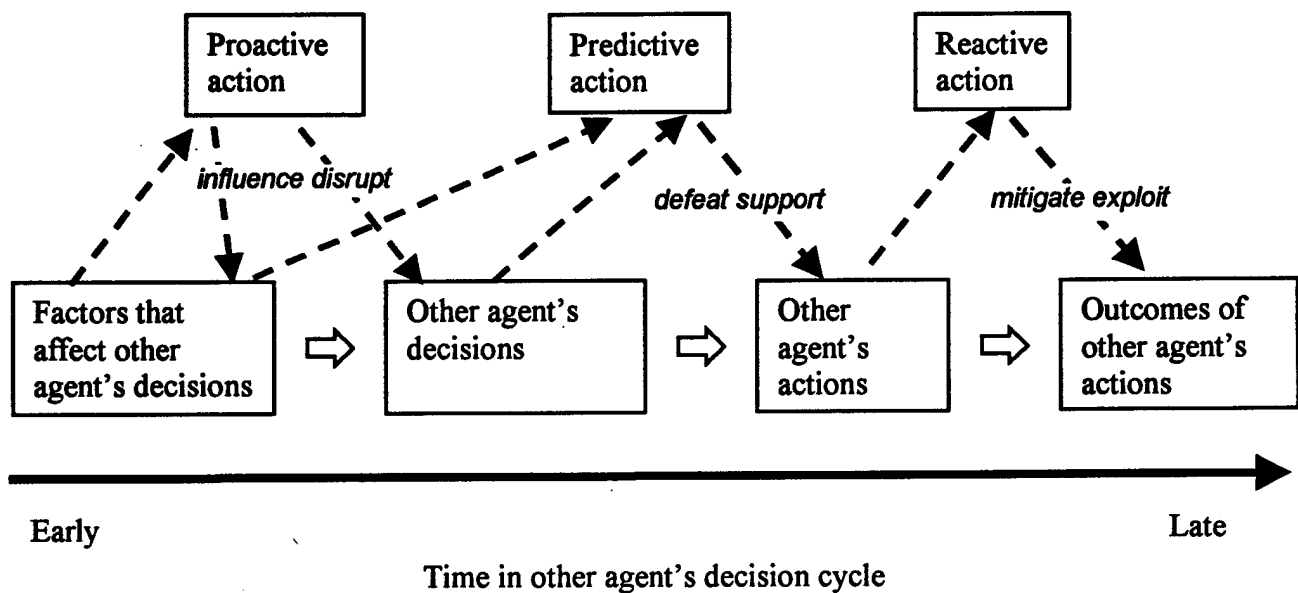 Proactive
action
Predictive
action
Reactive
action
influence disrupt
defeat support
mitigate exploit
Factors that
affect other
agent's decisions
Other agent's
decisions
Other
agent's
actions
Outcomes of
other agent's
actions
Early
Late
Time in other agent's decision cycle